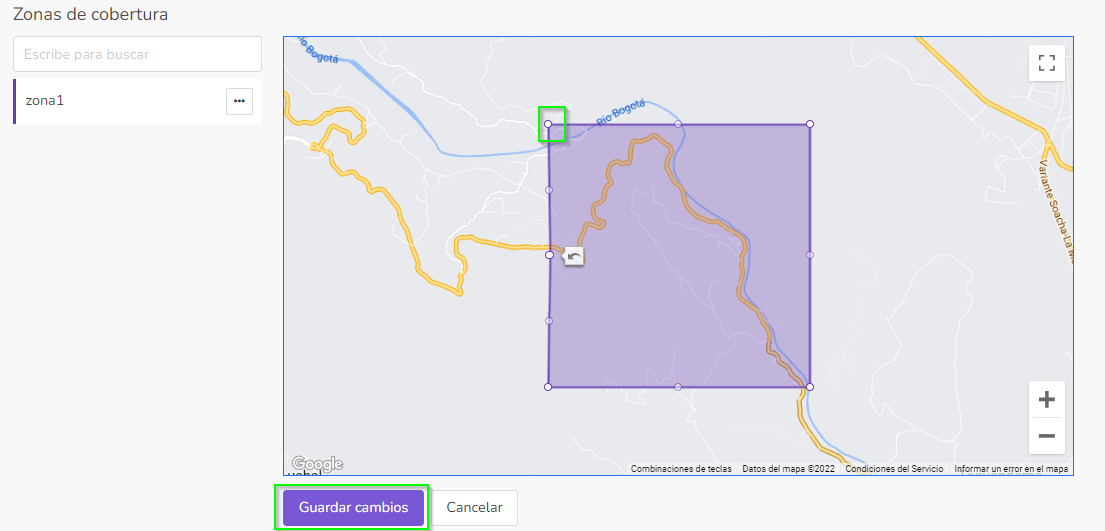 Zonas de cobertura
Escribe para buscar
zona1
Río Bogotá
Río Bogotá
Variante Soacha-La M
Google
Combinaciones de teclas
Datos del mapa ©2022
Condiciones del Servicio
Informar un error en el mapa
Guardar cambios
Cancelar